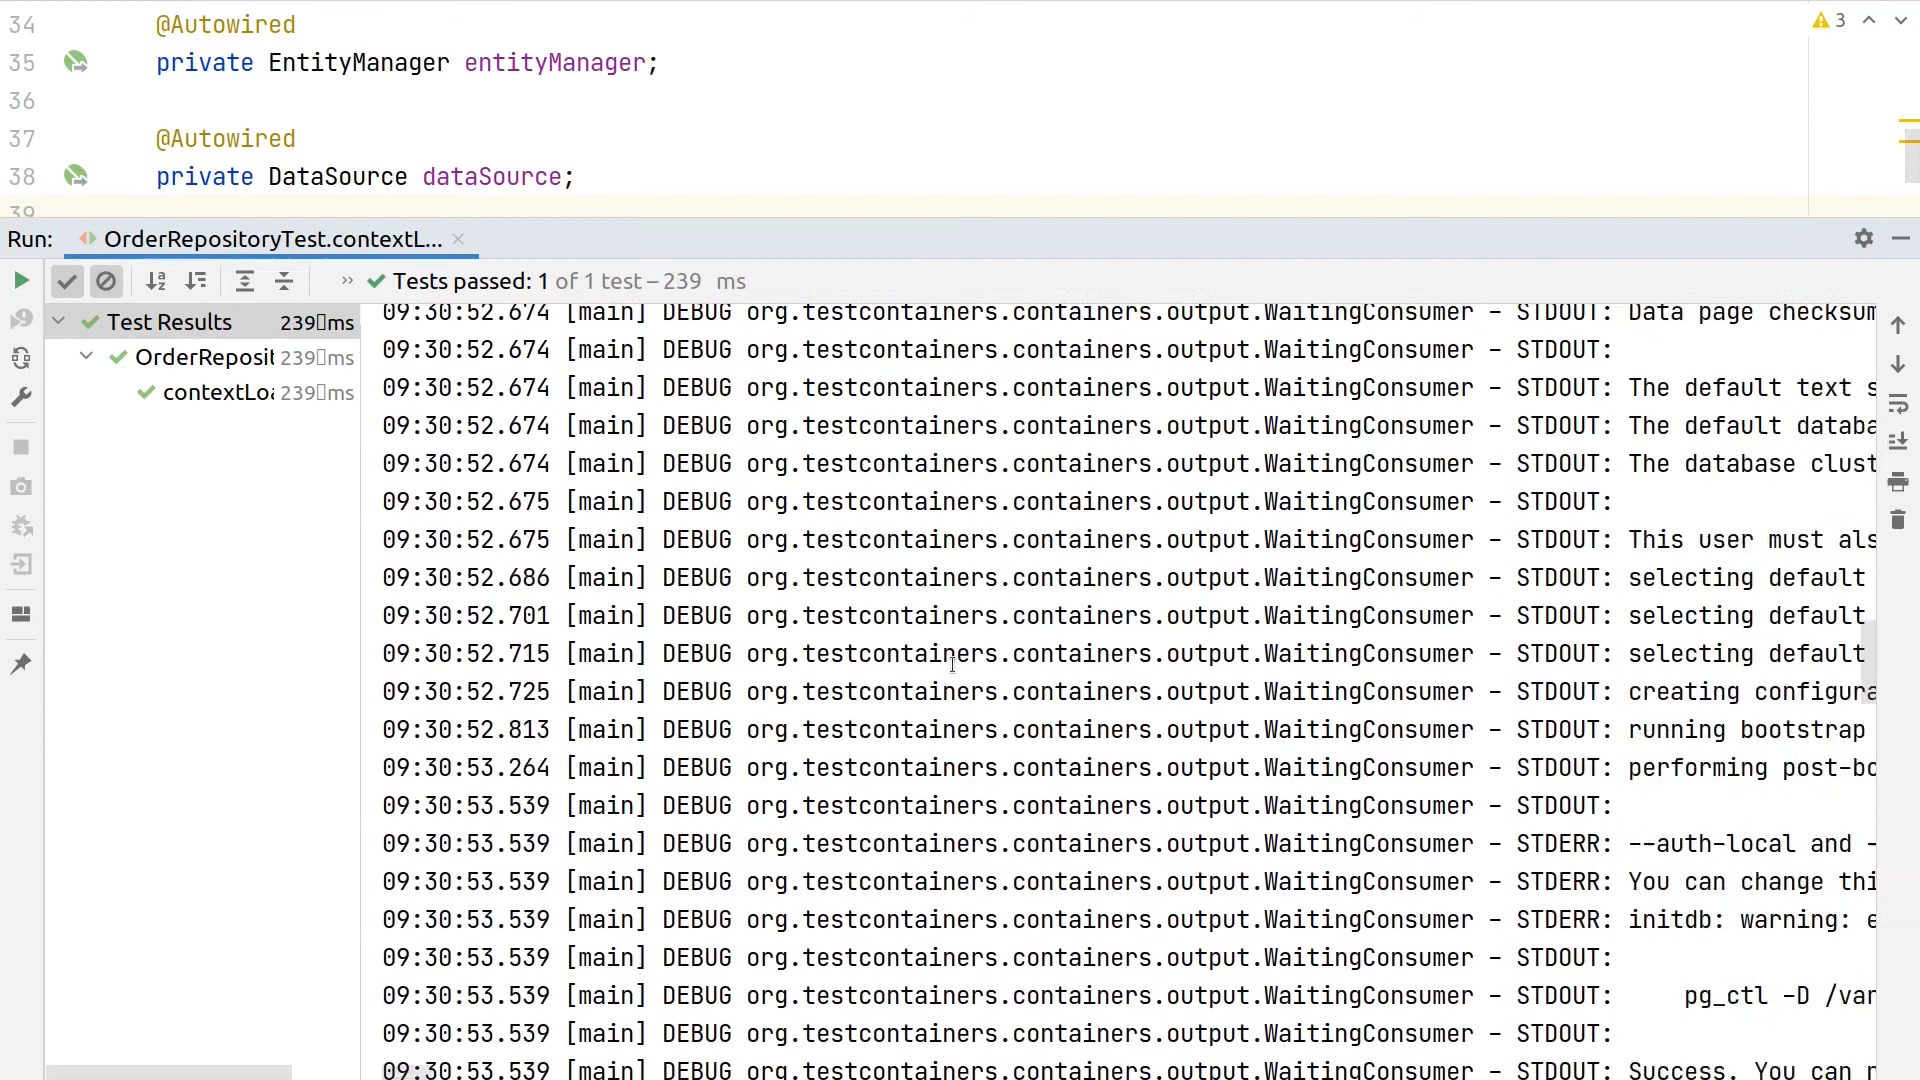 34 @Autowired
3
35 private EntityManager entityManager;
36
37 @Autowired
38 private DataSource dataSource;
39
Run: OrderRepositoryTest.contextL...
Tests passed: 1 of 1 test – 239 ms
Test Results 239 ms
OrderReposit 239 ms
contextLoa 239 ms
09:30:52.674 [main] DEBUG org.testcontainers.containers.output.WaitingConsumer - STDOUT: Data page checksum
09:30:52.674 [main] DEBUG org.testcontainers.containers.output.WaitingConsumer - STDOUT:
09:30:52.674 [main] DEBUG org.testcontainers.containers.output.WaitingConsumer - STDOUT: The default text s
09:30:52.674 [main] DEBUG org.testcontainers.containers.output.WaitingConsumer - STDOUT: The default databa
09:30:52.674 [main] DEBUG org.testcontainers.containers.output.WaitingConsumer - STDOUT: The database clust
09:30:52.675 [main] DEBUG org.testcontainers.containers.output.WaitingConsumer - STDOUT:
09:30:52.675 [main] DEBUG org.testcontainers.containers.output.WaitingConsumer - STDOUT: This user must als
09:30:52.686 [main] DEBUG org.testcontainers.containers.output.WaitingConsumer - STDOUT: selecting default
09:30:52.701 [main] DEBUG org.testcontainers.containers.output.WaitingConsumer - STDOUT: selecting default
09:30:52.715 [main] DEBUG org.testcontainers.containers.output.WaitingConsumer - STDOUT: selecting default
09:30:52.725 [main] DEBUG org.testcontainers.containers.output.WaitingConsumer - STDOUT: creating configura
09:30:52.813 [main] DEBUG org.testcontainers.containers.output.WaitingConsumer - STDOUT: running bootstrap
09:30:53.264 [main] DEBUG org.testcontainers.containers.output.WaitingConsumer - STDOUT: performing post-bo
09:30:53.539 [main] DEBUG org.testcontainers.containers.output.WaitingConsumer - STDOUT:
09:30:53.539 [main] DEBUG org.testcontainers.containers.output.WaitingConsumer - STDERR: --auth-local and -
09:30:53.539 [main] DEBUG org.testcontainers.containers.output.WaitingConsumer - STDERR: You can change thi
09:30:53.539 [main] DEBUG org.testcontainers.containers.output.WaitingConsumer - STDERR: initdb: warning: e
09:30:53.539 [main] DEBUG org.testcontainers.containers.output.WaitingConsumer - STDOUT:
09:30:53.539 [main] DEBUG org.testcontainers.containers.output.WaitingConsumer - STDOUT: pg_ctl -D /var
09:30:53.539 [main] DEBUG org.testcontainers.containers.output.WaitingConsumer - STDOUT:
09:30:53.539 [main] DEBUG org.testcontainers.containers.output.WaitingConsumer - STDOUT: Success. You can n